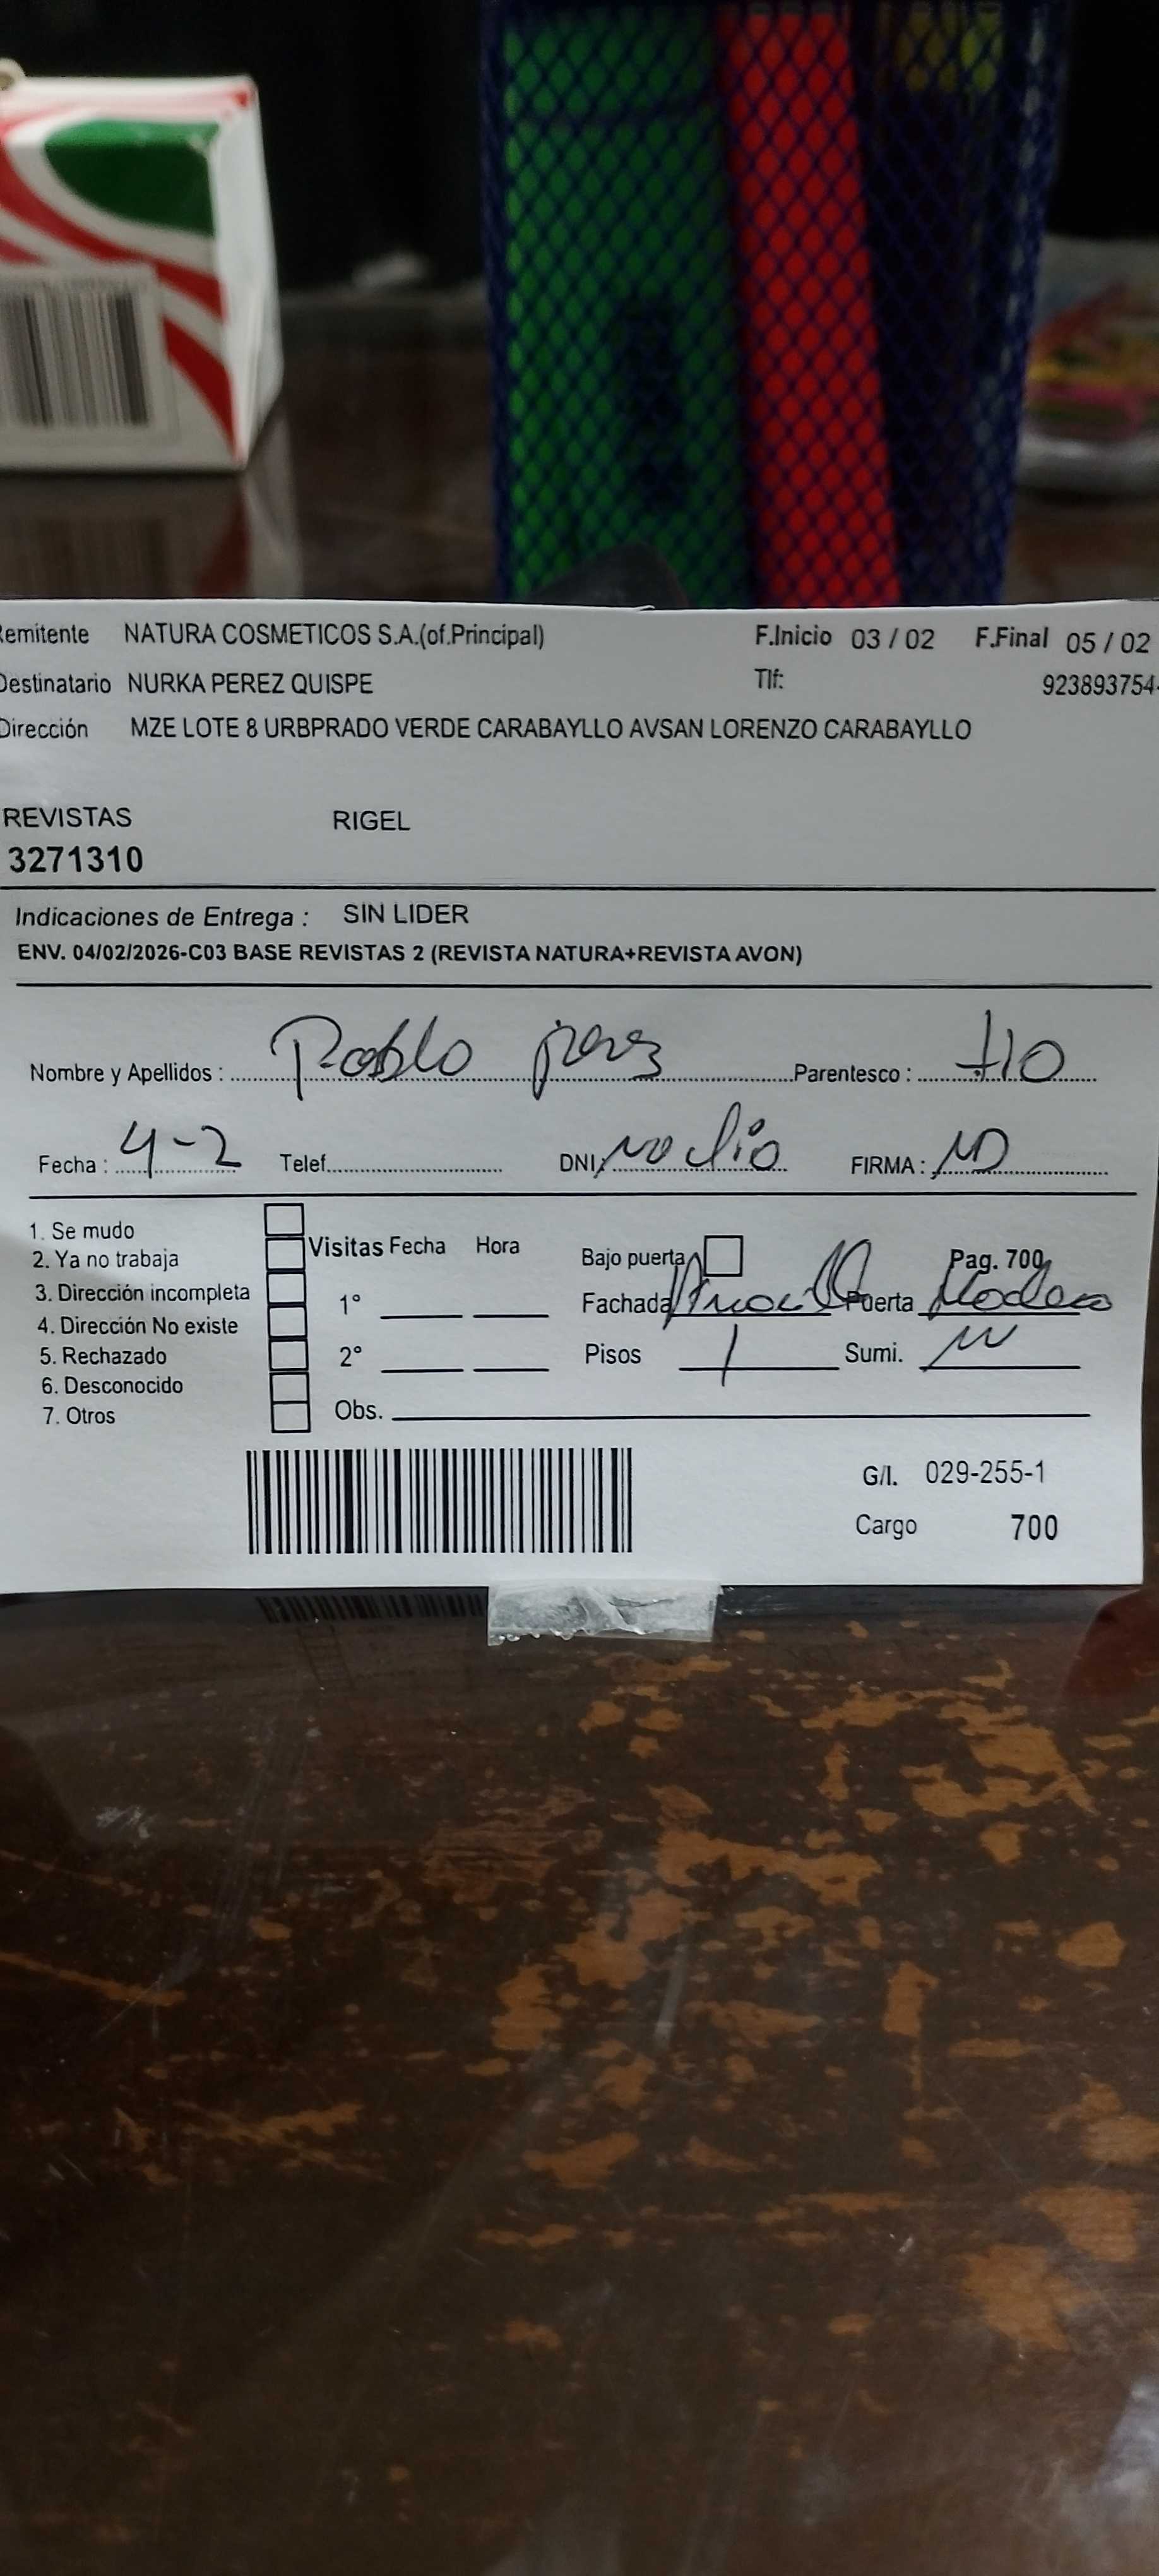 Remitente NATURA COSMETICOS S.A.(of.Principal) F.Inicio 03 / 02 F.Final 05 / 02
Destinatario NURKA PEREZ QUISPE Tlf: 923893754-
Dirección MZE LOTE 8 URBPRADO VERDE CARABAYLLO AVSAN LORENZO CARABAYLLO
REVISTAS RIGEL
3271310
Indicaciones de Entrega : SIN LIDER
ENV. 04/02/2026-C03 BASE REVISTAS 2 (REVISTA NATURA+REVISTA AVON)
Nombre y Apellidos : Pablo perez Parentesco : tio
Fecha : 4-2 Telef. DNI: no dio FIRMA :
1. Se mudo
2. Ya no trabaja Visitas Fecha Hora Bajo puerta Pag. 700
3. Dirección incompleta 1° Fachada Puerta Madera
4. Dirección No existe
5. Rechazado 2° Pisos 1 Sumi.
6. Desconocido
7. Otros Obs.
G/I. 029-255-1
Cargo 700